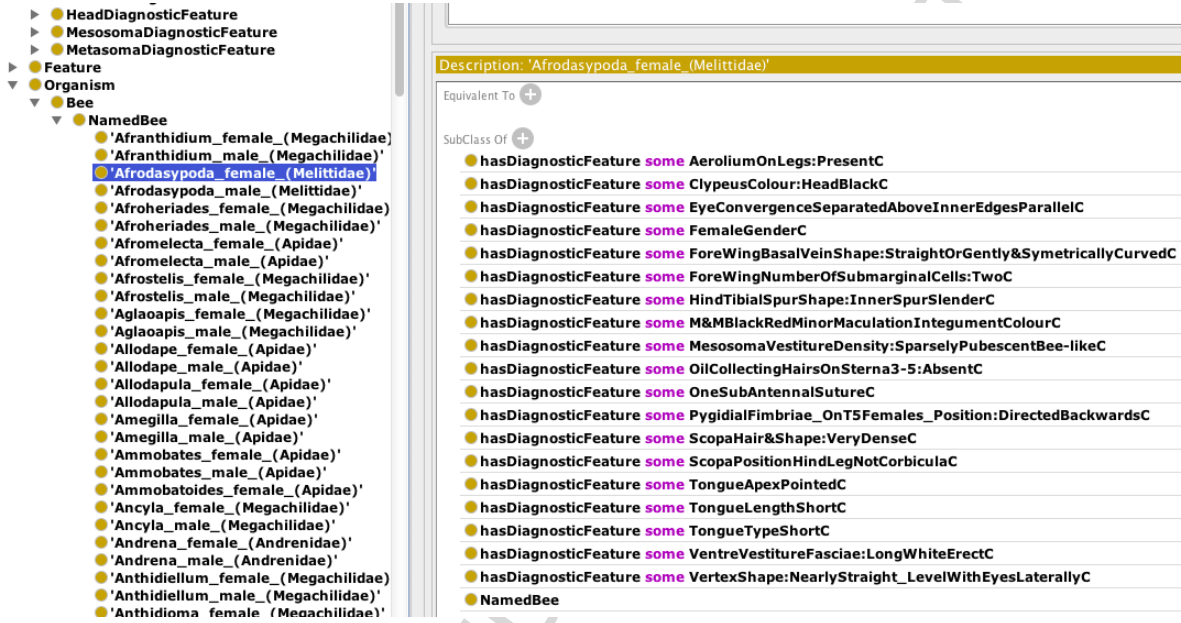 HeadDiagnosticFeature
MesosomaDiagnosticFeature
MetasomaDiagnosticFeature
Feature
Organism
Bee
NamedBee
'Afranthidium_female_(Megachilidae)
'Afranthidium_male_(Megachilidae)'
'Afrodasypoda_female_(Melittidae)'
'Afrodasypoda_male_(Melittidae)'
'Afroheriades_female_(Megachilidae)
'Afroheriades_male_(Megachilidae)'
'Afromelecta_female_(Apidae)'
'Afromelecta_male_(Apidae)'
'Afrostelis_female_(Megachilidae)'
'Afrostelis_male_(Megachilidae)'
'Aglaoapis_female_(Megachilidae)'
'Aglaoapis_male_(Megachilidae)'
'Allodape_female_(Apidae)'
'Allodape_male_(Apidae)'
'Allodapula_female_(Apidae)'
'Allodapula_male_(Apidae)'
'Amegilla_female_(Apidae)'
'Amegilla_male_(Apidae)'
'Ammobates_female_(Apidae)'
'Ammobates_male_(Apidae)'
'Ammobatoides_female_(Apidae)'
'Ancyla_female_(Megachilidae)'
'Ancyla_male_(Megachilidae)'
'Andrena_female_(Andrenidae)'
'Andrena_male_(Andrenidae)'
'Anthidiellum_female_(Megachilidae)
'Anthidiellum_male_(Megachilidae)'
'Anthidioma_female_(Megachilidae)'
Description: 'Afrodasypoda_female_(Melittidae)'
Equivalent To
SubClass Of
hasDiagnosticFeature some AeroliumOnLegs:PresentC
hasDiagnosticFeature some ClypeusColour:HeadBlackC
hasDiagnosticFeature some EyeConvergenceSeparatedAboveInnerEdgesParallelC
hasDiagnosticFeature some FemaleGenderC
hasDiagnosticFeature some ForeWingBasalVeinShape:StraightOrGently&SymetricallyCurvedC
hasDiagnosticFeature some ForeWingNumberOfSubmarginalCells:TwoC
hasDiagnosticFeature some HindTibialSpurShape:InnerSpurSlenderC
hasDiagnosticFeature some M&MBlackRedMinorMaculationIntegumentColourC
hasDiagnosticFeature some MesosomaVestitureDensity:SparselyPubescentBee-likeC
hasDiagnosticFeature some OilCollectingHairsOnSterna3-5:AbsentC
hasDiagnosticFeature some OneSubAntennalSutureC
hasDiagnosticFeature some PygidialFimbriae_OnT5Females_Position:DirectedBackwardsC
hasDiagnosticFeature some ScopaHair&Shape:VeryDenseC
hasDiagnosticFeature some ScopaPositionHindLegNotCorbiculaC
hasDiagnosticFeature some TongueApexPointedC
hasDiagnosticFeature some TongueLengthShortC
hasDiagnosticFeature some TongueTypeShortC
hasDiagnosticFeature some VentreVestitureFasciae:LongWhiteErectC
hasDiagnosticFeature some VertexShape:NearlyStraight_LevelWithEyesLaterallyC
NamedBee